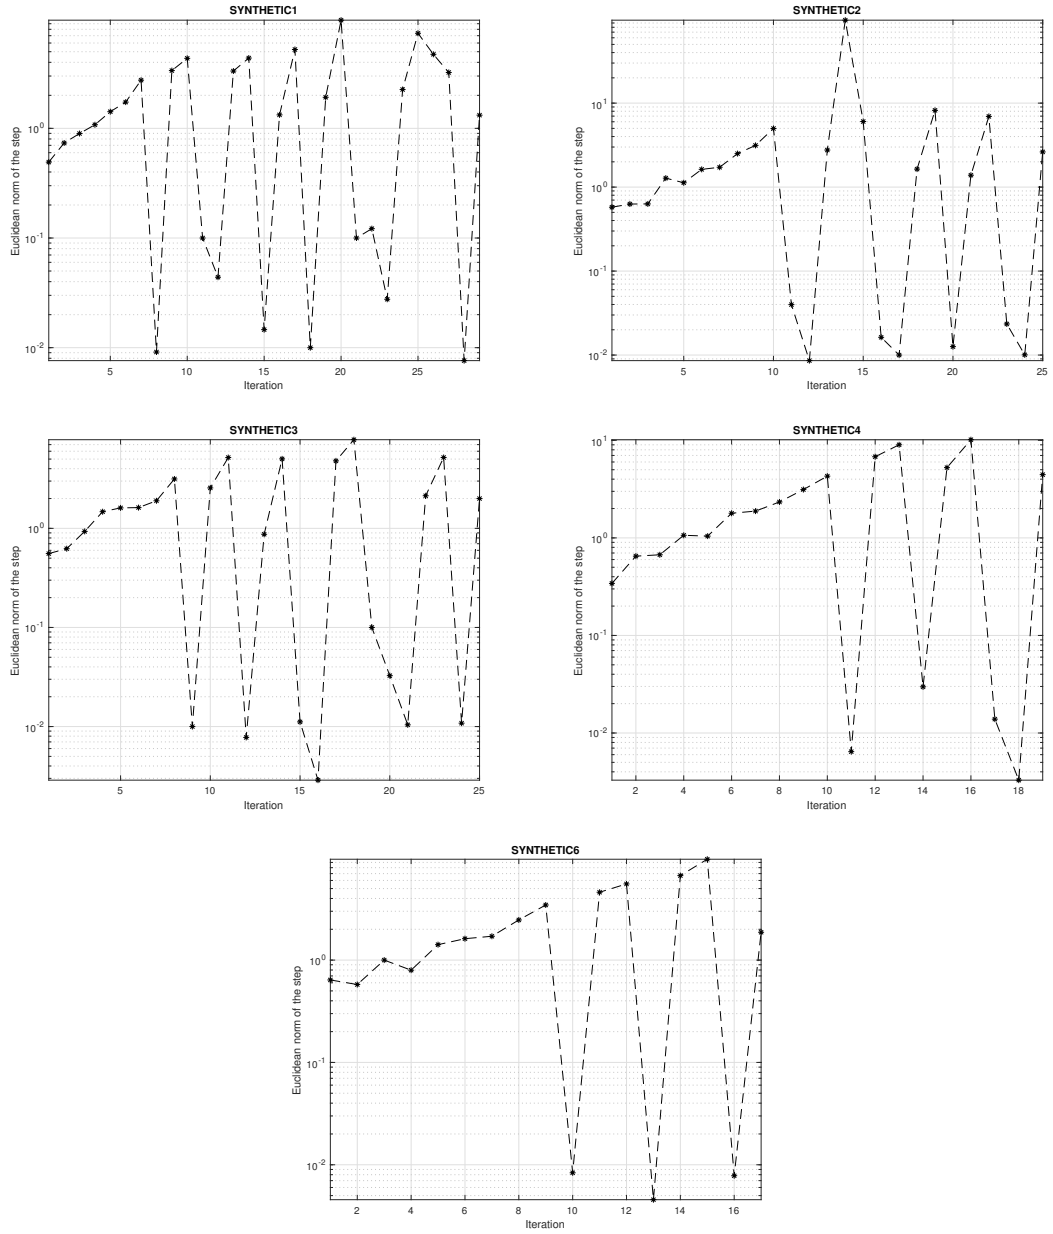 SYNTHETIC1
Euclidean norm of the step
10^0
10^-1
10^-2
5 10 15 20 25
Iteration
SYNTHETIC2
Euclidean norm of the step
10^1
10^0
10^-1
10^-2
5 10 15 20 25
Iteration
SYNTHETIC3
Euclidean norm of the step
10^0
10^-1
10^-2
5 10 15 20 25
Iteration
SYNTHETIC4
Euclidean norm of the step
10^1
10^0
10^-1
10^-2
2 4 6 8 10 12 14 16 18
Iteration
SYNTHETIC6
Euclidean norm of the step
10^0
10^-1
10^-2
2 4 6 8 10 12 14 16
Iteration